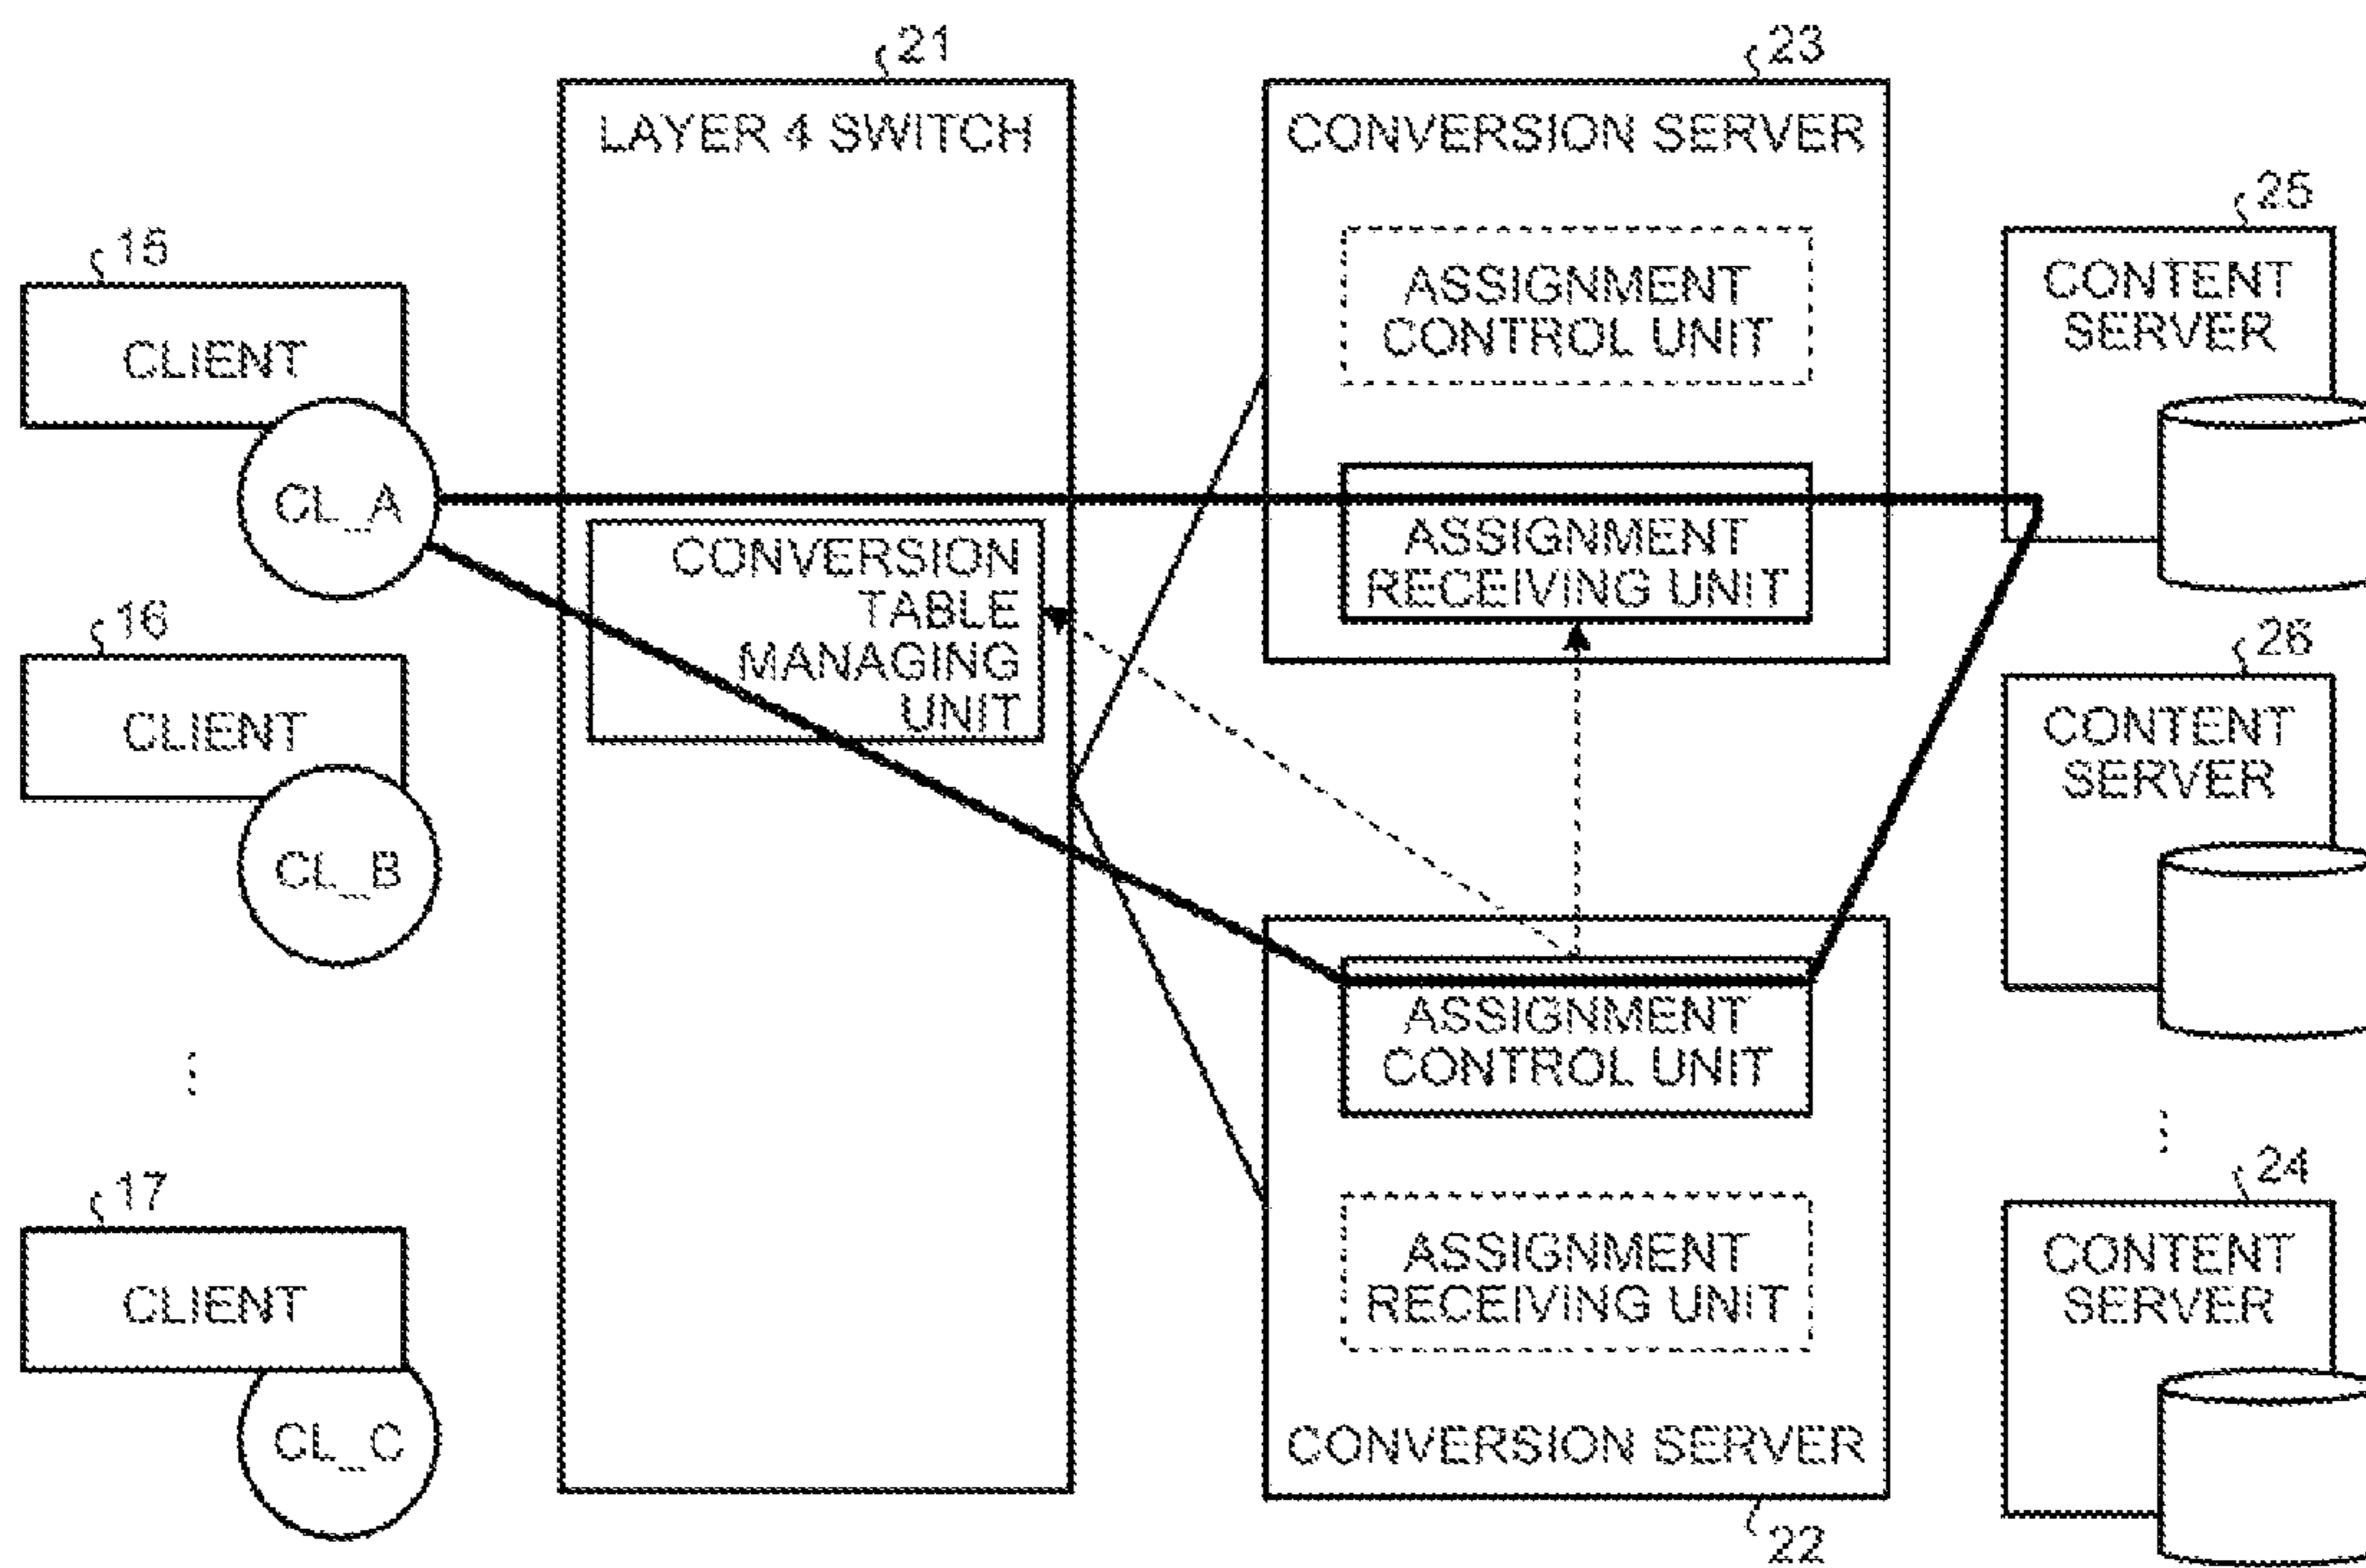 21
23
LAYER 4 SWITCH
CONVERSION SERVER
25
15
ASSIGNMENT
CONTROL UNIT
CONTENT
SERVER
CLIENT
CL_A
CONVERSION
TABLE
MANAGING
UNIT
ASSIGNMENT
RECEIVING UNIT
16
26
CLIENT
CONTENT
SERVER
CL_B
ASSIGNMENT
CONTROL UNIT
17
24
CLIENT
ASSIGNMENT
RECEIVING UNIT
CONTENT
SERVER
CL_C
CONVERSION SERVER
22